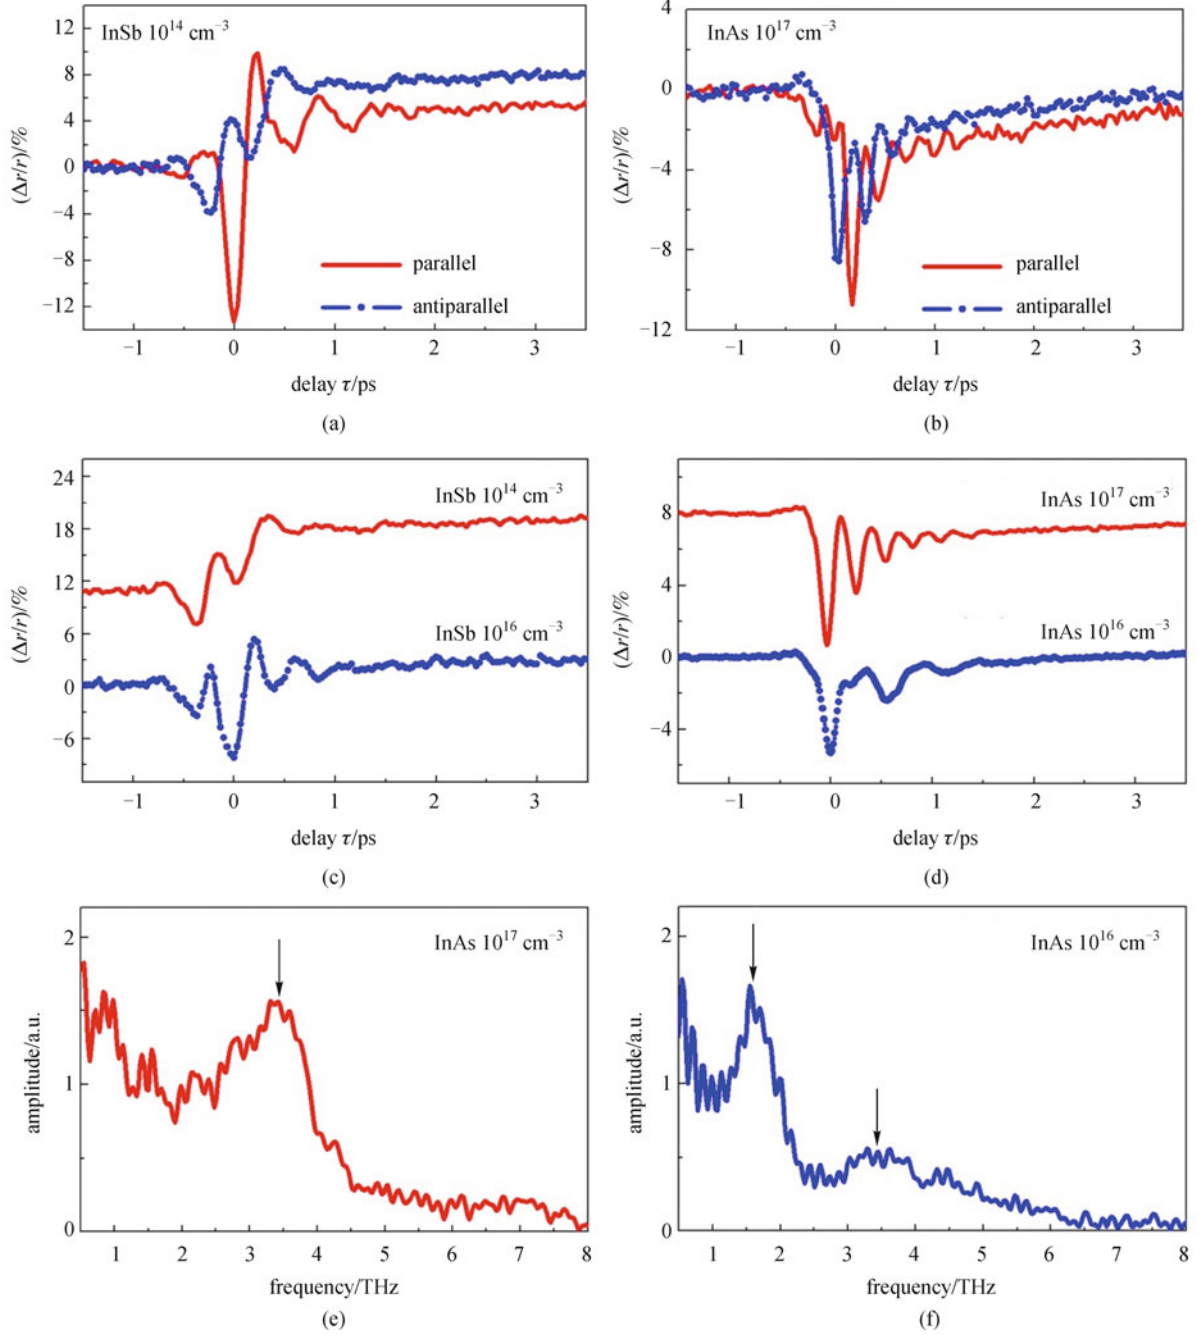 InSb 10¹⁴ cm⁻³
12
8
4
0
−4
−8
−12
(Δr/r)/%
parallel
antiparallel
−1 0 1 2 3
delay τ/ps
(a)
InAs 10¹⁷ cm⁻³
4
0
−4
−8
−12
(Δr/r)/%
parallel
antiparallel
−1 0 1 2 3
delay τ/ps
(b)
24
18
12
6
0
−6
(Δr/r)/%
InSb 10¹⁴ cm⁻³
InSb 10¹⁶ cm⁻³
−1 0 1 2 3
delay τ/ps
(c)
8
4
0
−4
(Δr/r)/%
InAs 10¹⁷ cm⁻³
InAs 10¹⁶ cm⁻³
−1 0 1 2 3
delay τ/ps
(d)
2
1
0
amplitude/a.u.
InAs 10¹⁷ cm⁻³
1 2 3 4 5 6 7 8
frequency/THz
(e)
2
1
0
amplitude/a.u.
InAs 10¹⁶ cm⁻³
1 2 3 4 5 6 7 8
frequency/THz
(f)